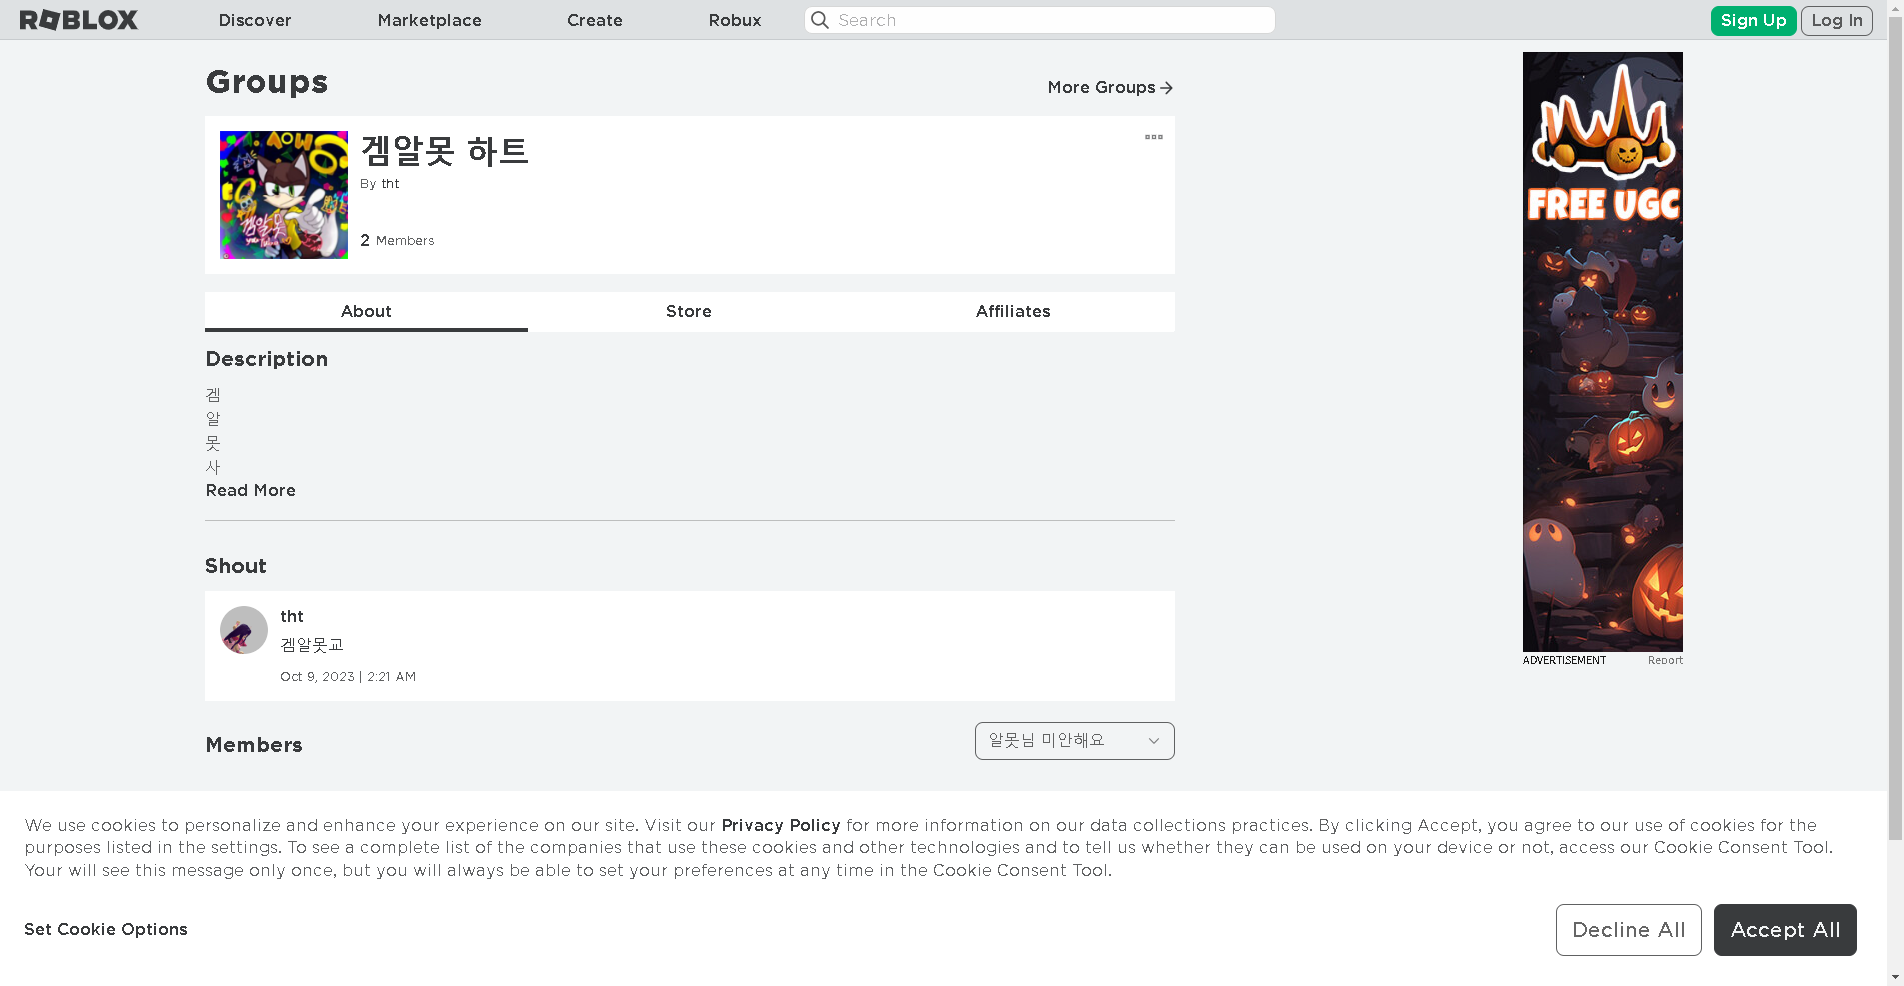 ROBLOX Discover Marketplace Create Robux Search Sign Up Log In
Groups
More Groups
겜알못 하트
By tht
2 Members
겜알못
About Store Affiliates
Description
겜
알
못
사
Read More
Shout
tht
겜알못교
Oct 9, 2023 | 2:21 AM
Members
알못님 미안해요
FREE UGC
ADVERTISEMENT Report
We use cookies to personalize and enhance your experience on our site. Visit our Privacy Policy for more information on our data collections practices. By clicking Accept, you agree to our use of cookies for the
purposes listed in the settings. To see a complete list of the companies that use these cookies and other technologies and to tell us whether they can be used on your device or not, access our Cookie Consent Tool.
Your will see this message only once, but you will always be able to set your preferences at any time in the Cookie Consent Tool.
Set Cookie Options
Decline All Accept All